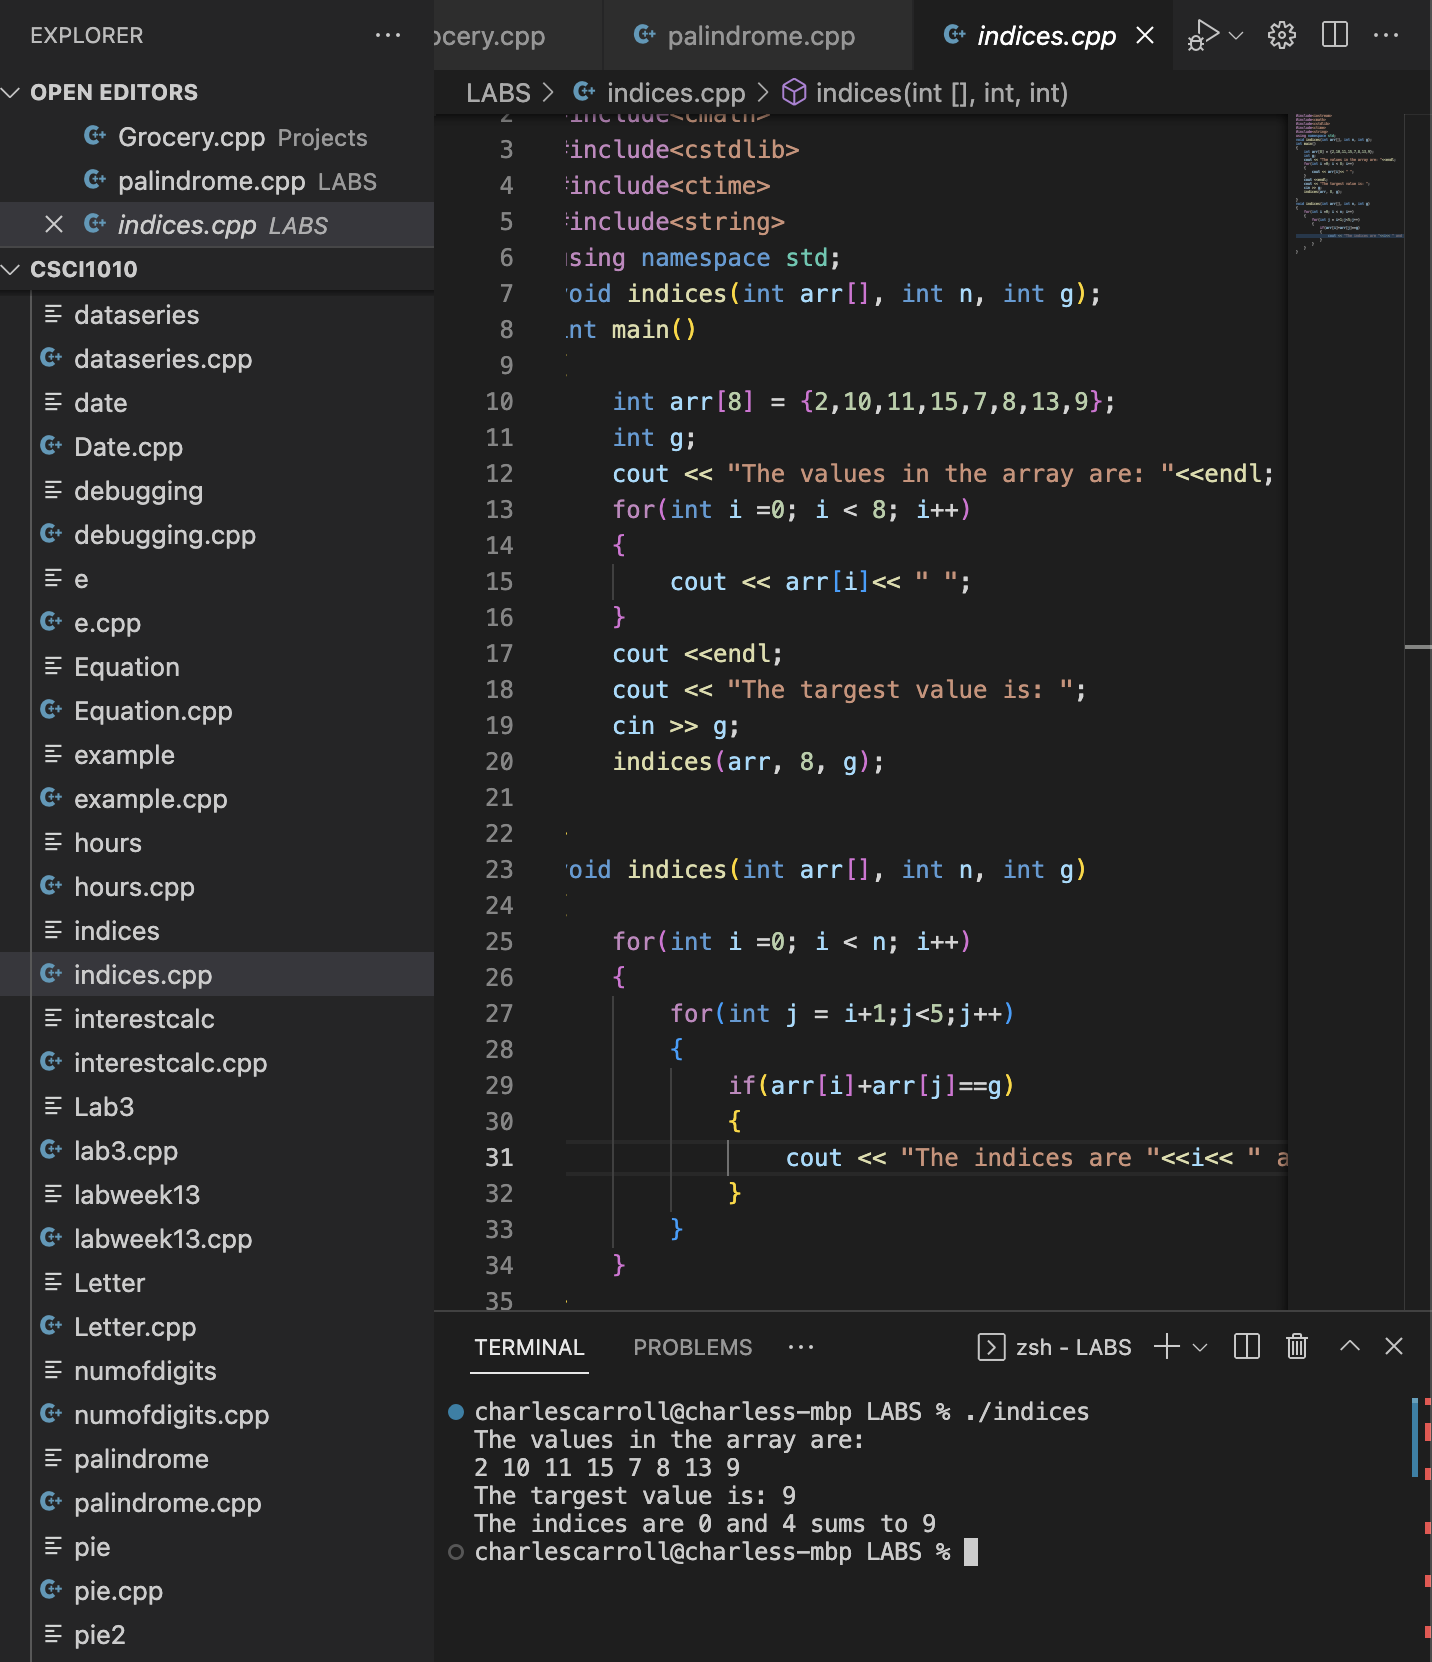 EXPLORER
OPEN EDITORS
Grocery.cpp Projects
palindrome.cpp LABS
indices.cpp LABS
CSCI1010
dataseries
dataseries.cpp
date
Date.cpp
debugging
debugging.cpp
e
e.cpp
Equation
Equation.cpp
example
example.cpp
hours
hours.cpp
indices
indices.cpp
interestcalc
interestcalc.cpp
Lab3
lab3.cpp
labweek13
labweek13.cpp
Letter
Letter.cpp
numofdigits
numofdigits.cpp
palindrome
palindrome.cpp
pie
pie.cpp
pie2
ocery.cpp palindrome.cpp indices.cpp
LABS > indices.cpp > indices(int [], int, int)
2 #include<cmath>
3 #include<cstdlib>
4 #include<ctime>
5 #include<string>
6 using namespace std;
7 void indices(int arr[], int n, int g);
8 int main()
9
10 int arr[8] = {2,10,11,15,7,8,13,9};
11 int g;
12 cout << "The values in the array are: "<<endl;
13 for(int i =0; i < 8; i++)
14 {
15 cout << arr[i]<< " ";
16 }
17 cout <<endl;
18 cout << "The targest value is: ";
19 cin >> g;
20 indices(arr, 8, g);
21
22
23 void indices(int arr[], int n, int g)
24
25 for(int i =0; i < n; i++)
26 {
27 for(int j = i+1;j<5;j++)
28 {
29 if(arr[i]+arr[j]==g)
30 {
31 cout << "The indices are "<<i<< " a
32 }
33 }
34 }
35
TERMINAL PROBLEMS zsh - LABS
charlescarroll@charless-mbp LABS % ./indices
The values in the array are:
2 10 11 15 7 8 13 9
The targest value is: 9
The indices are 0 and 4 sums to 9
charlescarroll@charless-mbp LABS %